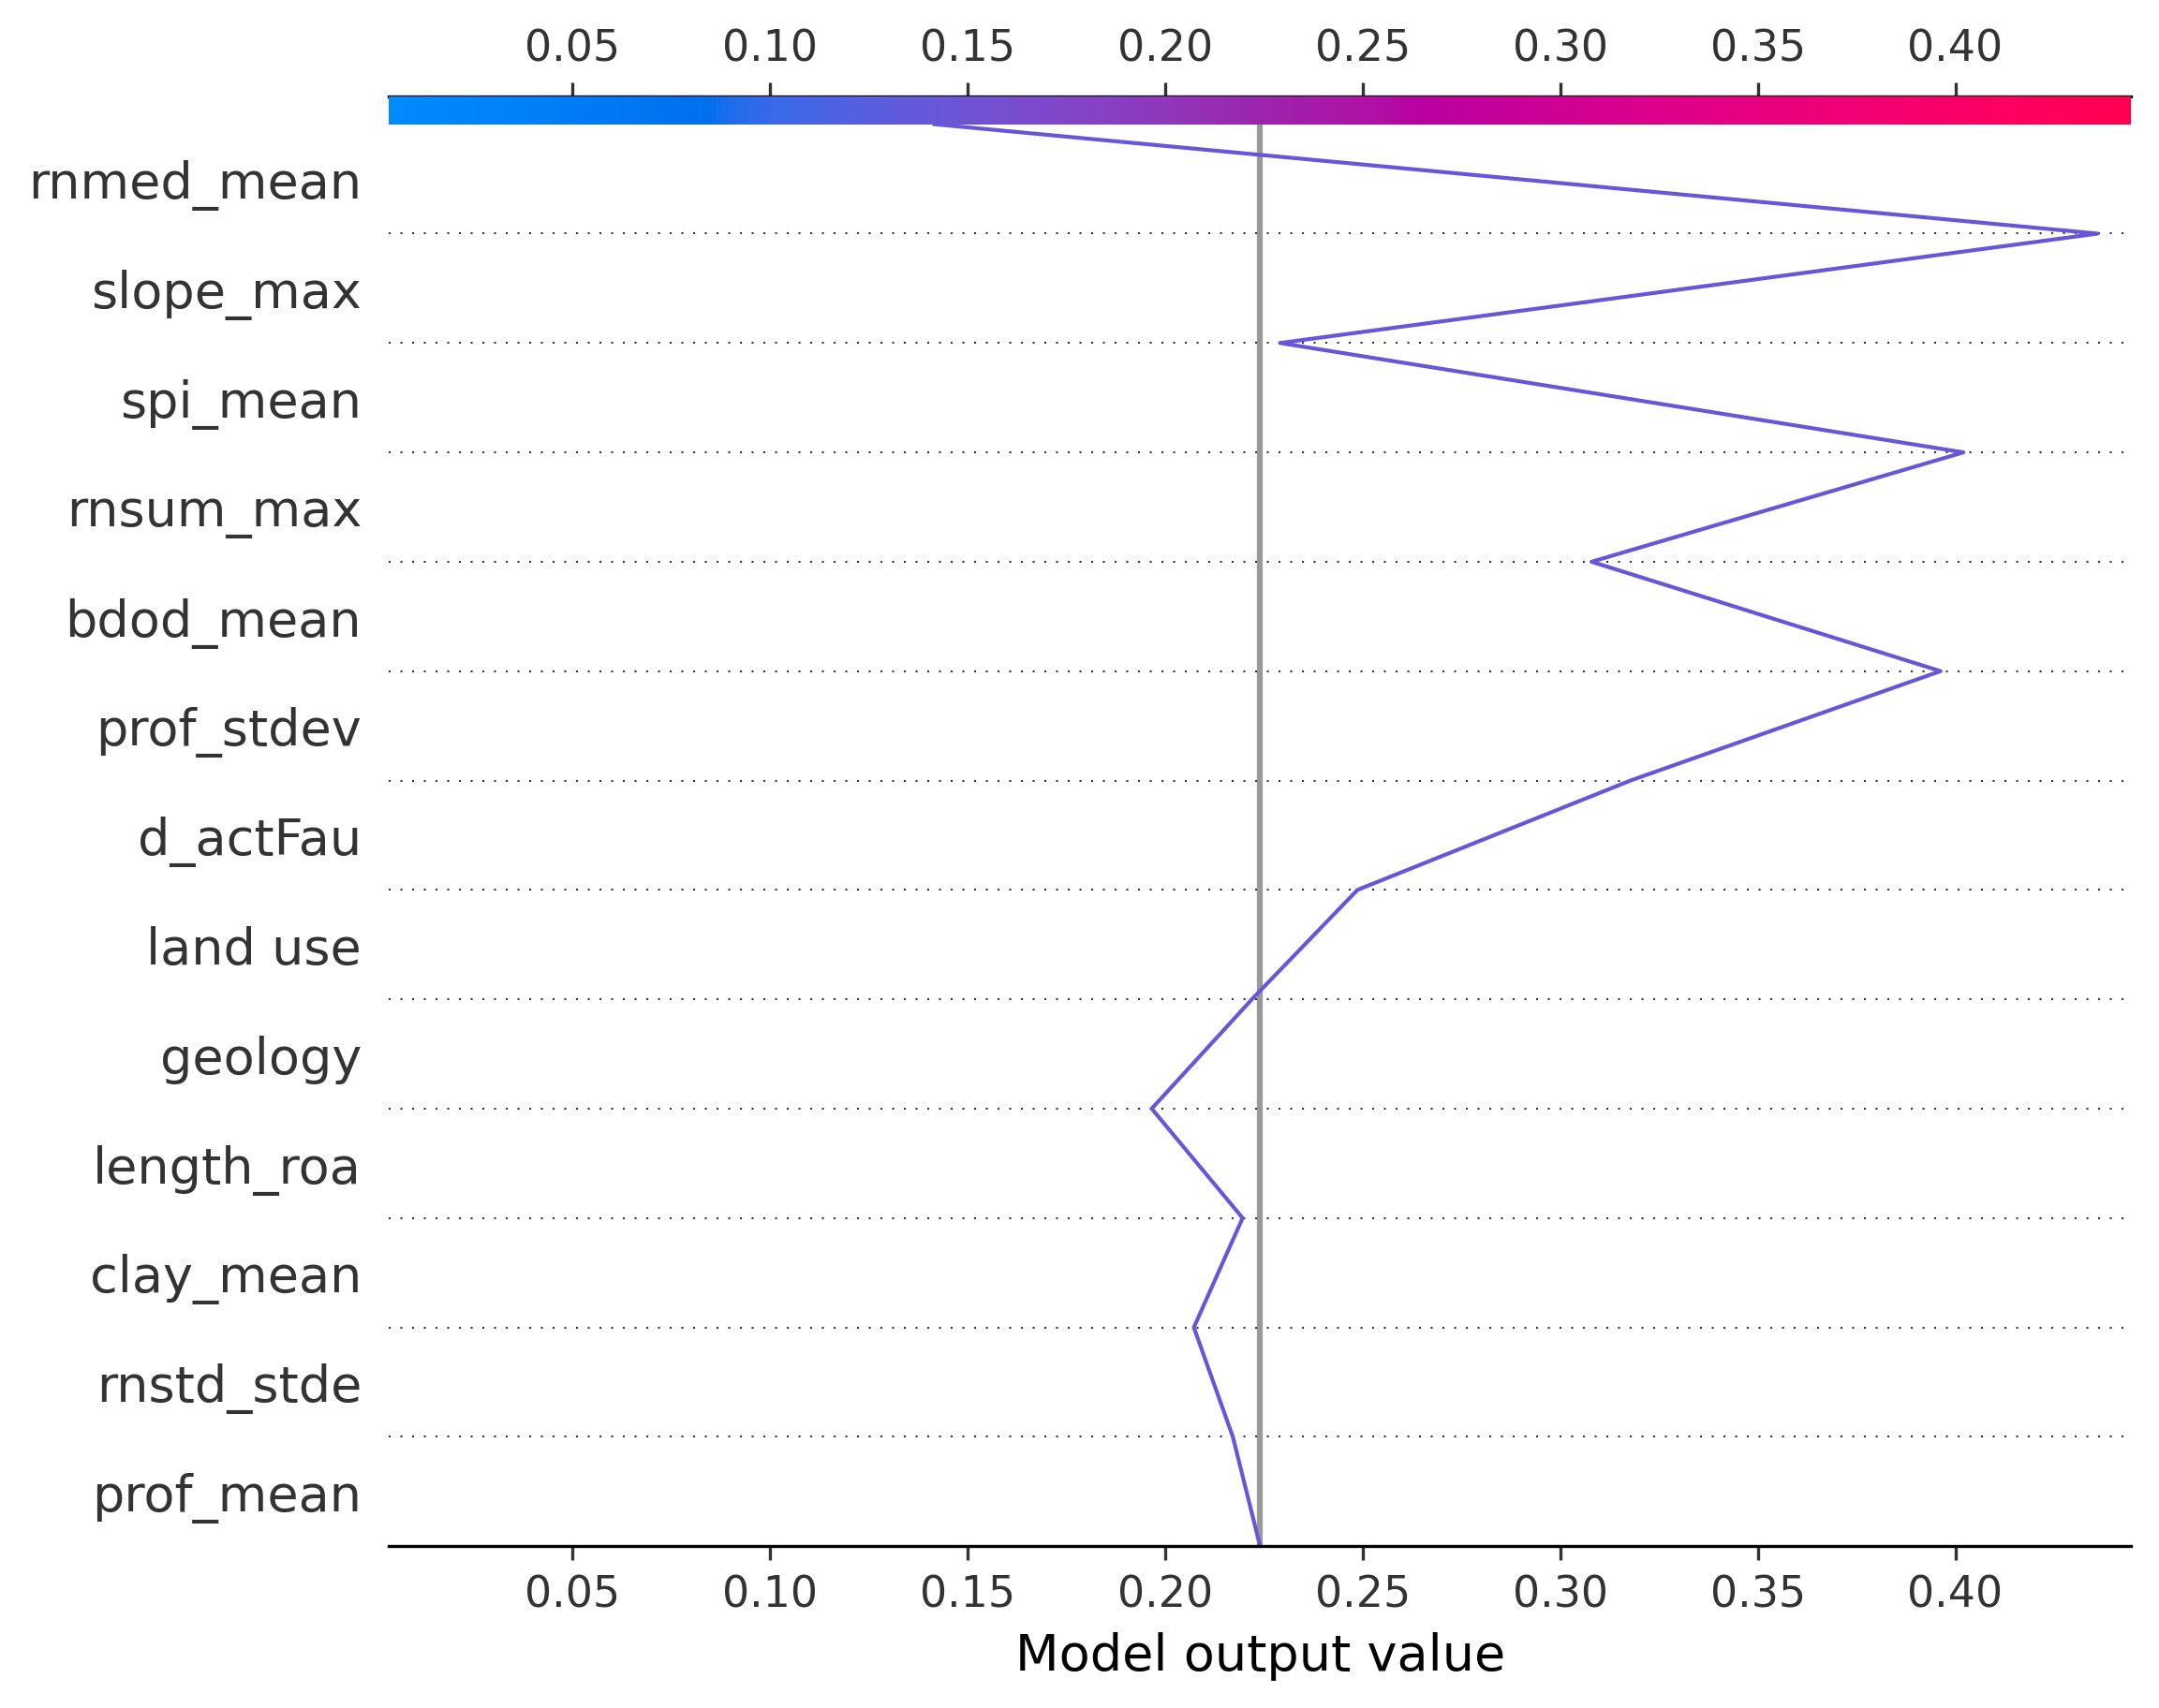 0.05 0.10 0.15 0.20 0.25 0.30 0.35 0.40
rnmed_mean
slope_max
spi_mean
rnsum_max
bdod_mean
prof_stdev
d_actFau
land use
geology
length_roa
clay_mean
rnstd_stde
prof_mean
0.05 0.10 0.15 0.20 0.25 0.30 0.35 0.40
Model output value